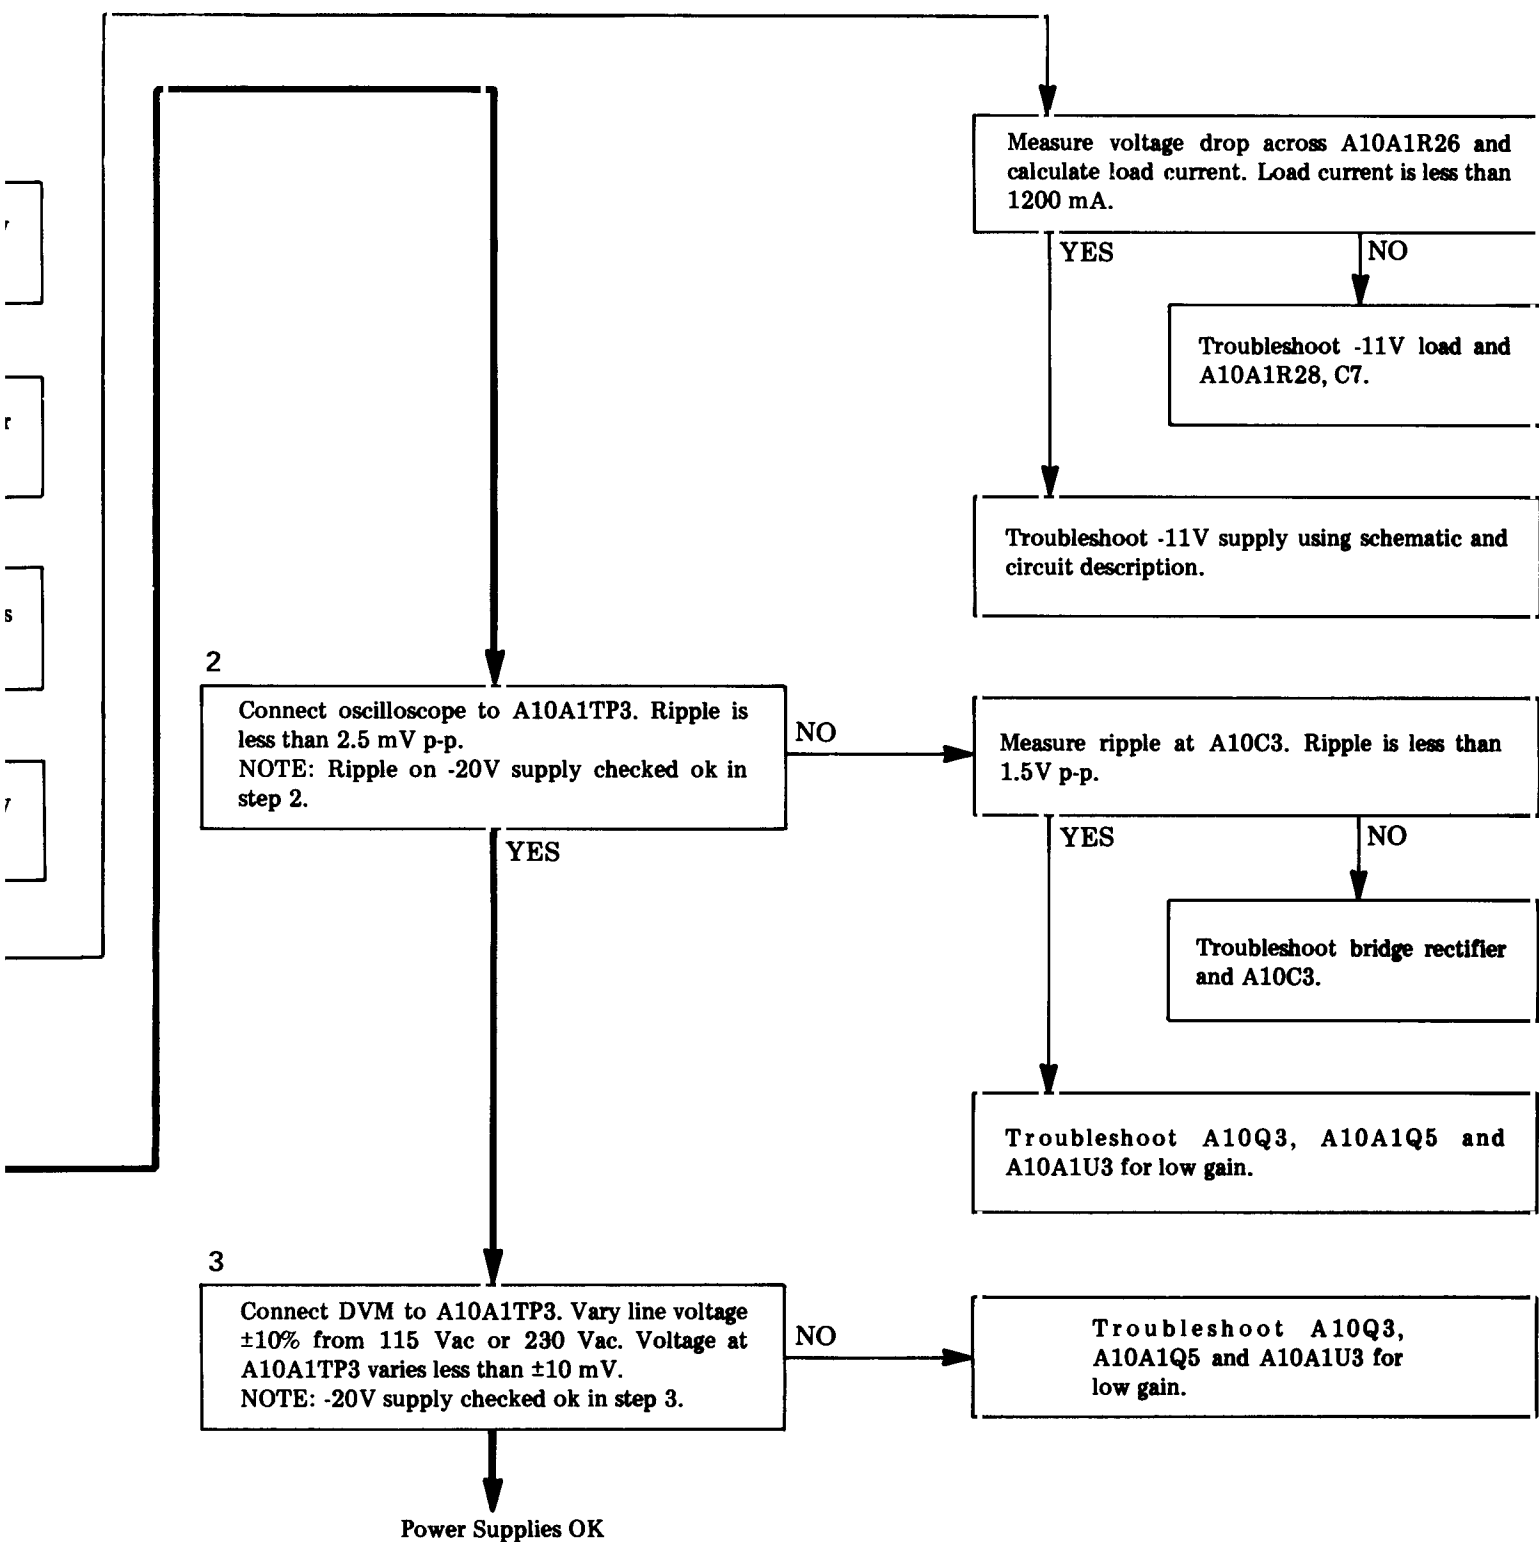 Measure voltage drop across A10A1R26 and
calculate load current. Load current is less than
1200 mA.
YES
NO
Troubleshoot -11V load and
A10A1R28, C7.
Troubleshoot -11V supply using schematic and
circuit description.
r
s
2
Connect oscilloscope to A10A1TP3. Ripple is
less than 2.5 mV p-p.
NOTE: Ripple on -20V supply checked ok in
step 2.
NO
YES
Measure ripple at A10C3. Ripple is less than
1.5V p-p.
YES
NO
Troubleshoot bridge rectifier
and A10C3.
Troubleshoot A10Q3, A10A1Q5 and
A10A1U3 for low gain.
3
Connect DVM to A10A1TP3. Vary line voltage
±10% from 115 Vac or 230 Vac. Voltage at
A10A1TP3 varies less than ±10 mV.
NOTE: -20V supply checked ok in step 3.
NO
Troubleshoot A10Q3,
A10A1Q5 and A10A1U3 for
low gain.
Power Supplies OK